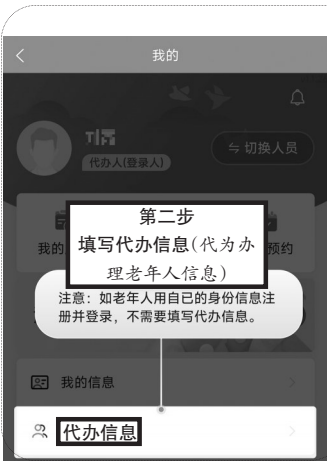 我的
代办人(登录人)
切换人员
第二步
填写代办信息(代为办
理老年人信息)
我的
预约
注意：如老年人用自已的身份信息注
册并登录，不需要填写代办信息。
我的信息
代办信息